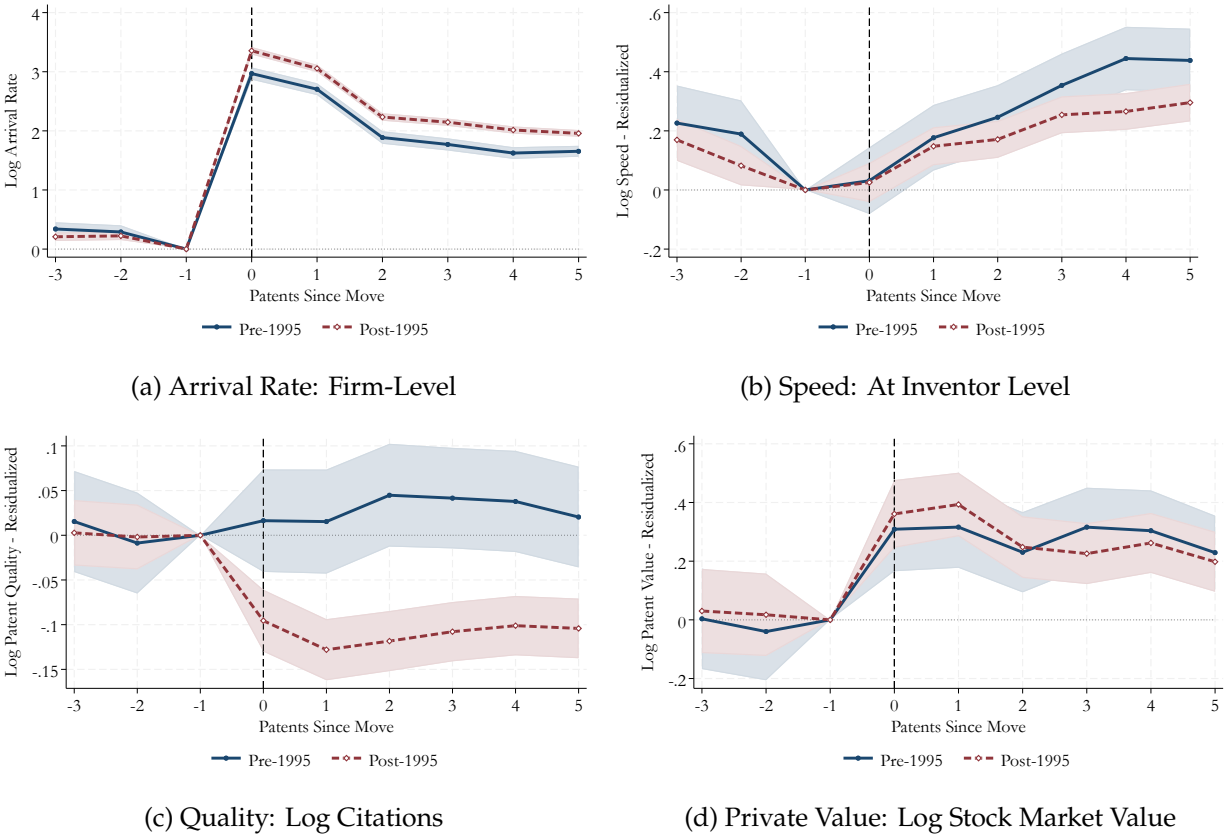 4
3
2
1
0
Log Arrival Rate
-3 -2 -1 0 1 2 3 4 5
Patents Since Move
Pre-1995 Post-1995
(a) Arrival Rate: Firm-Level
.6
.4
.2
0
-.2
Log Speed - Residualized
-3 -2 -1 0 1 2 3 4 5
Patents Since Move
Pre-1995 Post-1995
(b) Speed: At Inventor Level
.1
.05
0
-.05
-.1
-.15
Log Patent Quality - Residualized
-3 -2 -1 0 1 2 3 4 5
Patents Since Move
Pre-1995 Post-1995
(c) Quality: Log Citations
.6
.4
.2
0
-.2
Log Patent Value - Residualized
-3 -2 -1 0 1 2 3 4 5
Patents Since Move
Pre-1995 Post-1995
(d) Private Value: Log Stock Market Value